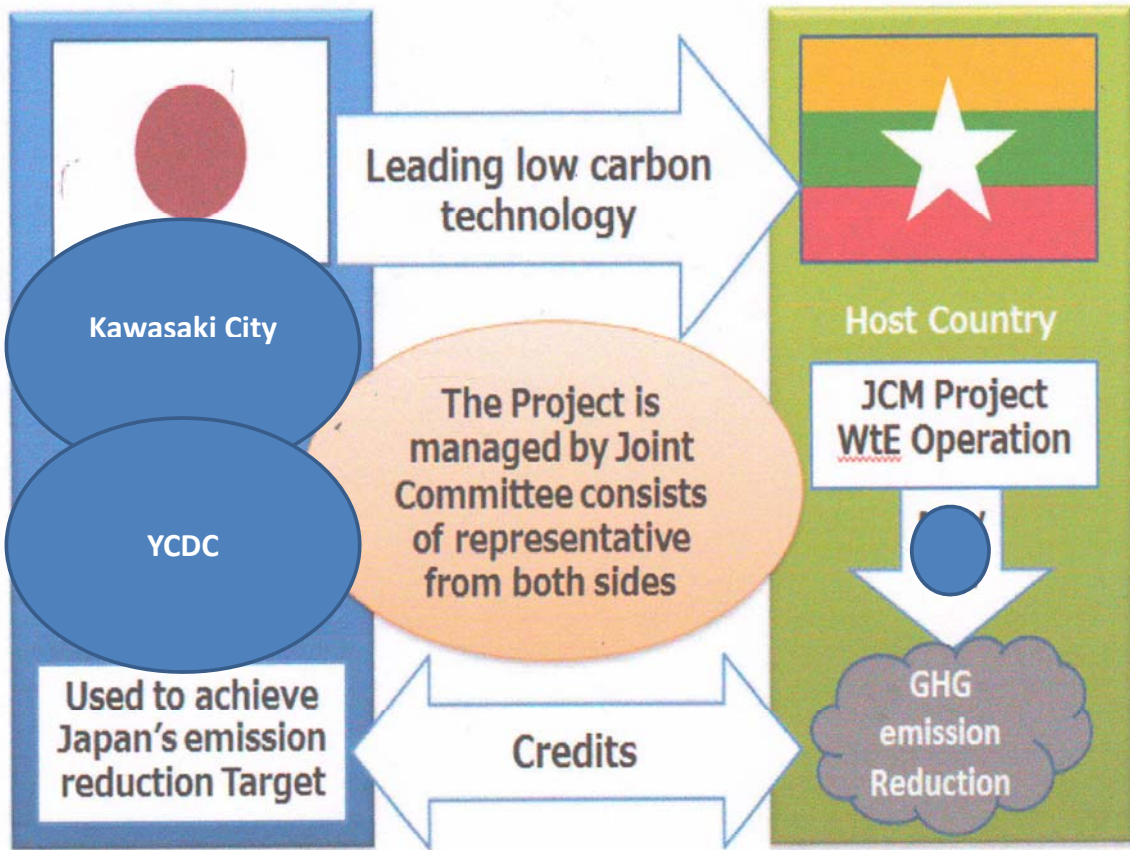 Leading low carbon
technology
Kawasaki City
YCDC
The Project is
managed by Joint
Committee consists
of representative
from both sides
Host Country
JCM Project
WtE Operation
Used to achieve
Japan's emission
reduction Target
Credits
GHG
emission
Reduction